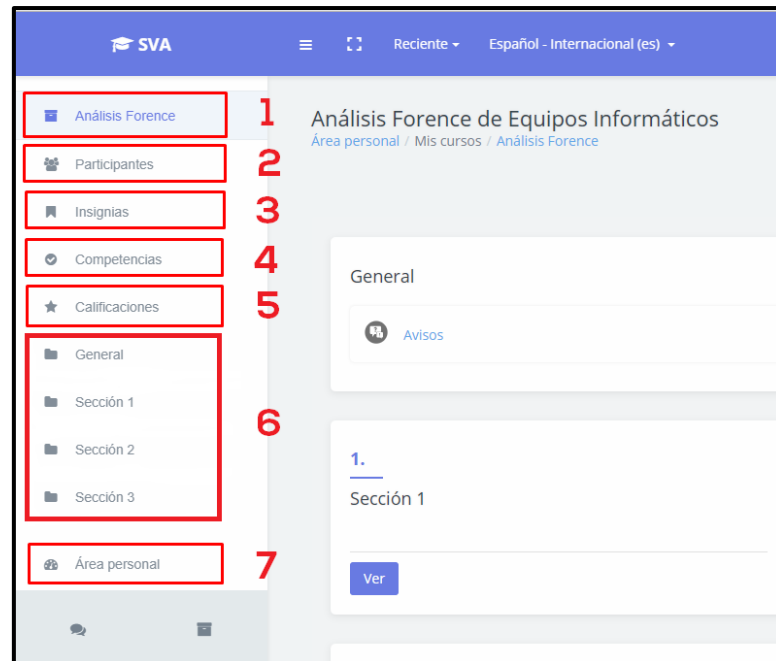 SVA
Reciente
Español - Internacional (es)
Análisis Forence
1
Participantes
2
Insignias
3
Competencias
4
Calificaciones
5
General
Sección 1
Sección 2
Sección 3
6
Área personal
7
Análisis Forence de Equipos Informáticos
Área personal / Mis cursos / Análisis Forence
General
Avisos
1.
Sección 1
Ver